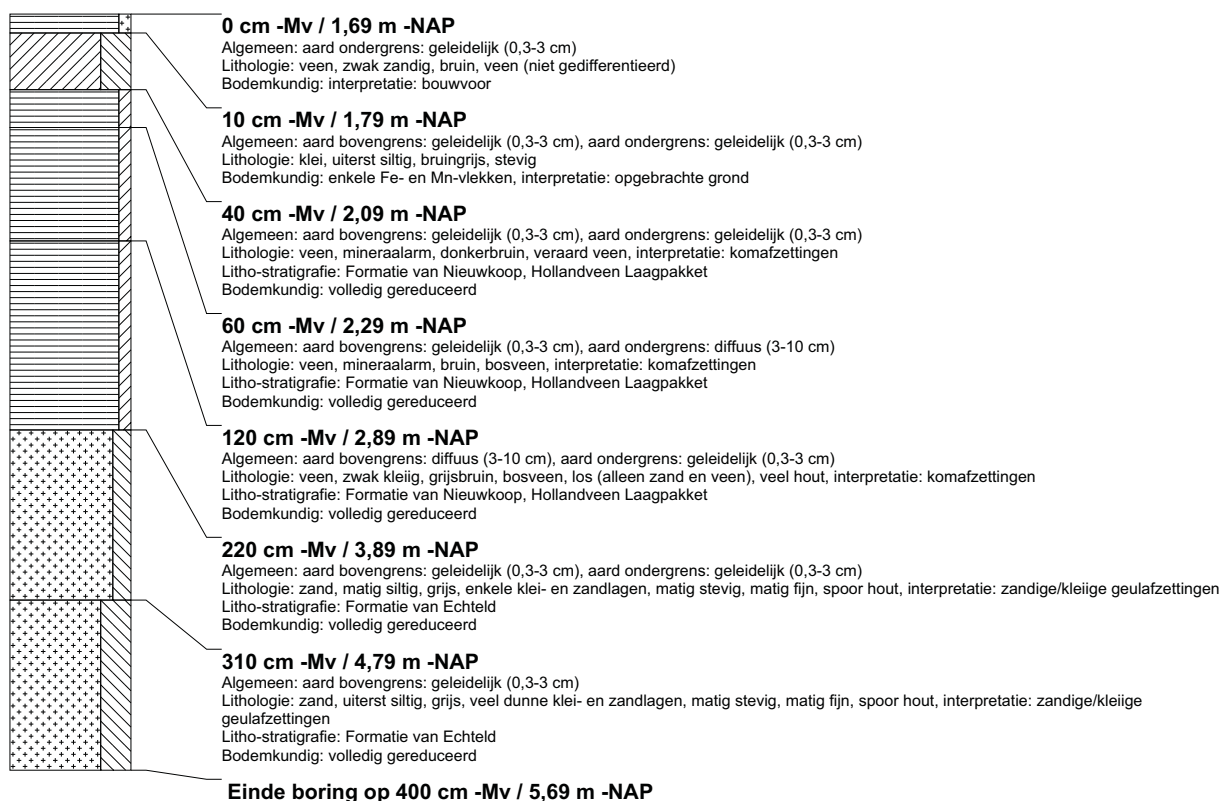 0 cm -Mv / 1,69 m -NAP
Algemeen: aard ondergrens: geleidelijk (0,3-3 cm)
Lithologie: veen, zwak zandig, bruin, veen (niet gedifferentieerd)
Bodemkundig: interpretatie: bouwvoor
10 cm -Mv / 1,79 m -NAP
Algemeen: aard bovengrens: geleidelijk (0,3-3 cm), aard ondergrens: geleidelijk (0,3-3 cm)
Lithologie: klei, uiterst siltig, bruingrijs, stevig
Bodemkundig: enkele Fe- en Mn-vlekken, interpretatie: opgebrachte grond
40 cm -Mv / 2,09 m -NAP
Algemeen: aard bovengrens: geleidelijk (0,3-3 cm), aard ondergrens: geleidelijk (0,3-3 cm)
Lithologie: veen, mineraalarm, donkerbruin, veraard veen, interpretatie: komafzettingen
Litho-stratigrafie: Formatie van Nieuwkoop, Hollandveen Laagpakket
Bodemkundig: volledig gereduceerd
60 cm -Mv / 2,29 m -NAP
Algemeen: aard bovengrens: geleidelijk (0,3-3 cm), aard ondergrens: diffuus (3-10 cm)
Lithologie: veen, mineraalarm, bruin, bosveen, interpretatie: komafzettingen
Litho-stratigrafie: Formatie van Nieuwkoop, Hollandveen Laagpakket
Bodemkundig: volledig gereduceerd
120 cm -Mv / 2,89 m -NAP
Algemeen: aard bovengrens: diffuus (3-10 cm), aard ondergrens: geleidelijk (0,3-3 cm)
Lithologie: veen, zwak kleiig, grijsbruin, bosveen, los (alleen zand en veen), veel hout, interpretatie: komafzettingen
Litho-stratigrafie: Formatie van Nieuwkoop, Hollandveen Laagpakket
Bodemkundig: volledig gereduceerd
220 cm -Mv / 3,89 m -NAP
Algemeen: aard bovengrens: geleidelijk (0,3-3 cm), aard ondergrens: geleidelijk (0,3-3 cm)
Lithologie: zand, matig siltig, grijs, enkele klei- en zandlagen, matig stevig, matig fijn, spoor hout, interpretatie: zandige/kleiige geulafzettingen
Litho-stratigrafie: Formatie van Echteld
Bodemkundig: volledig gereduceerd
310 cm -Mv / 4,79 m -NAP
Algemeen: aard bovengrens: geleidelijk (0,3-3 cm)
Lithologie: zand, uiterst siltig, grijs, veel dunne klei- en zandlagen, matig stevig, matig fijn, spoor hout, interpretatie: zandige/kleiige
geulafzettingen
Litho-stratigrafie: Formatie van Echteld
Bodemkundig: volledig gereduceerd
Einde boring op 400 cm -Mv / 5,69 m -NAP